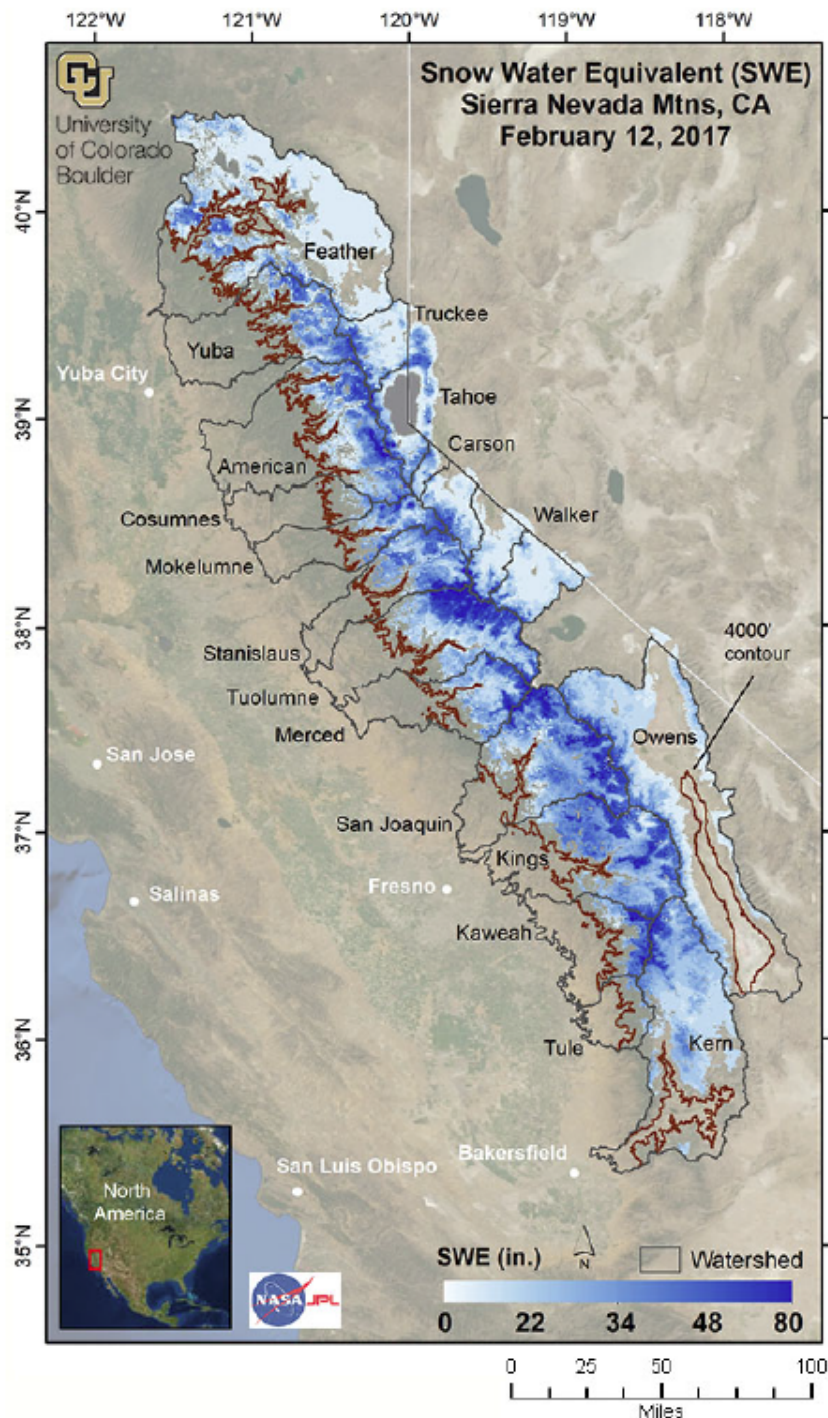 122°W 121°W 120°W 119°W 118°W
Snow Water Equivalent (SWE)
Sierra Nevada Mtns, CA
February 12, 2017
CU
University
of Colorado
Boulder
40°N
Feather
Truckee
Yuba
Yuba City
Tahoe
39°N
Carson
American
Cosumnes
Walker
Mokelumne
38°N
4000'
contour
Stanislaus
Tuolumne
Merced
Owens
San Jose
37°N
San Joaquin
Kings
Fresno
Salinas
Kaweah
36°N
Tule
Kern
Bakersfield
San Luis Obispo
North
America
35°N
N
SWE (in.)
Watershed
NASA JPL
0 22 34 48 80
0 25 50 100
Miles